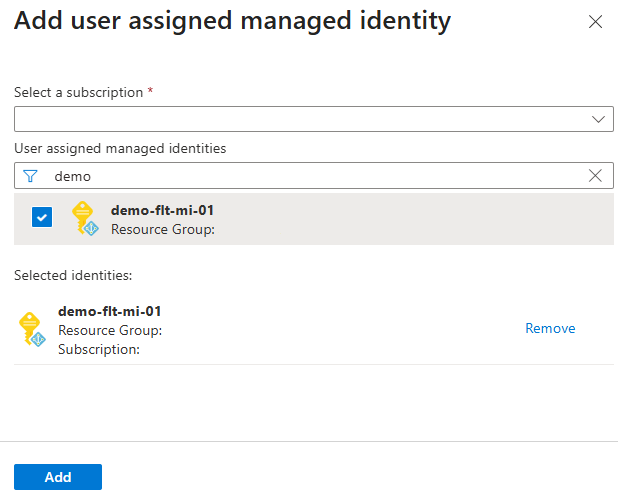 Add user assigned managed identity
Select a subscription *
User assigned managed identities
demo
demo-flt-mi-01
Resource Group:
Selected identities:
demo-flt-mi-01
Resource Group:
Remove
Subscription:
Add